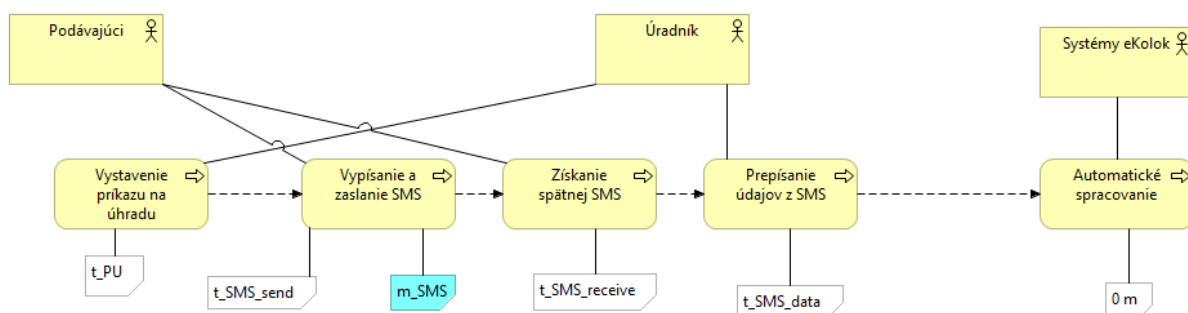 Podávajúci
Úradník
Systémy eKolok
Vystavenie
príkazu na
úhradu
Vypísanie a
zaslanie SMS
Získanie
spätnej SMS
Prepísanie
údajov z SMS
Automatické
spracovanie
t_PU
t_SMS_send
m_SMS
t_SMS_receive
t_SMS_data
0 m